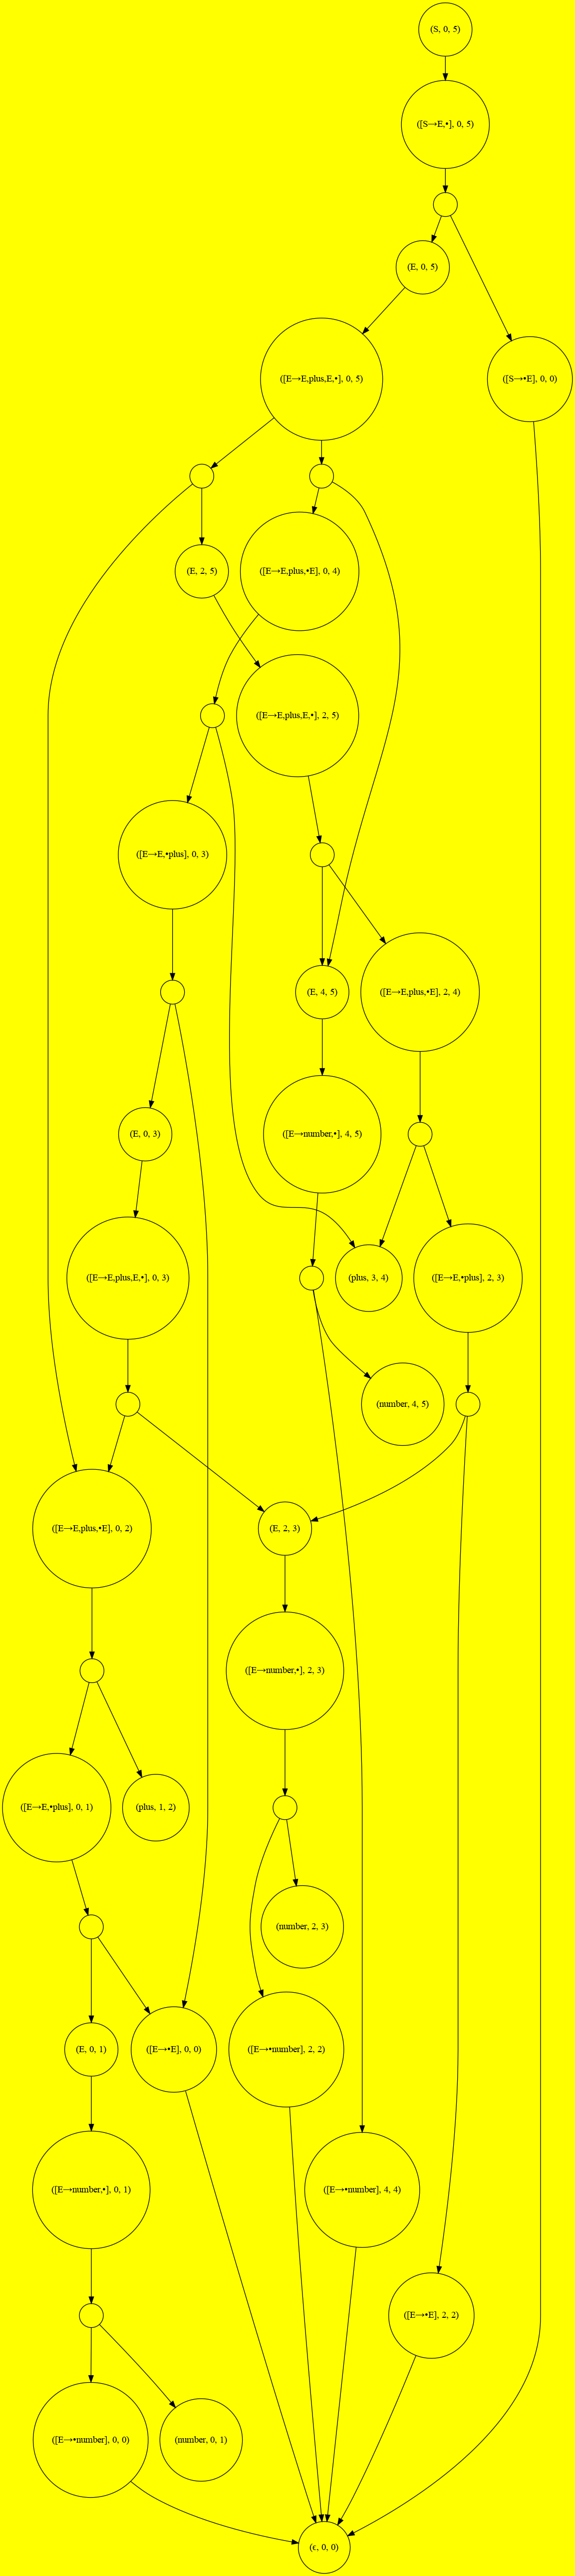 (S, 0, 5)
([S→E,•], 0, 5)
(E, 0, 5)
([E→E,plus,E,•], 0, 5)
([S→•E], 0, 0)
(E, 2, 5)
([E→E,plus,•E], 0, 4)
([E→E,plus,E,•], 2, 5)
([E→E,•plus], 0, 3)
(E, 4, 5)
([E→E,plus,•E], 2, 4)
(E, 0, 3)
([E→number,•], 4, 5)
([E→E,plus,E,•], 0, 3)
(plus, 3, 4)
([E→E,•plus], 2, 3)
(number, 4, 5)
([E→E,plus,•E], 0, 2)
(E, 2, 3)
([E→number,•], 2, 3)
([E→E,•plus], 0, 1)
(plus, 1, 2)
(number, 2, 3)
(E, 0, 1)
([E→•E], 0, 0)
([E→•number], 2, 2)
([E→number,•], 0, 1)
([E→•number], 4, 4)
([E→•E], 2, 2)
([E→•number], 0, 0)
(number, 0, 1)
(ϵ, 0, 0)